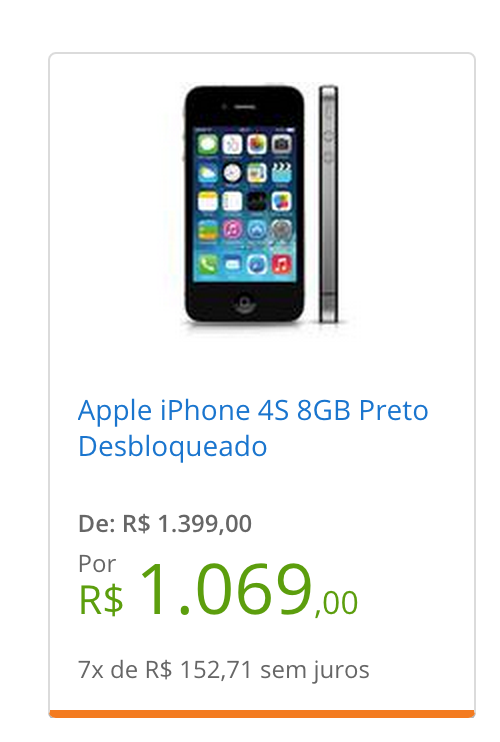 Apple iPhone 4S 8GB Preto
Desbloqueado
De: R$ 1.399,00
Por
R$ 1.069,00
7x de R$ 152,71 sem juros